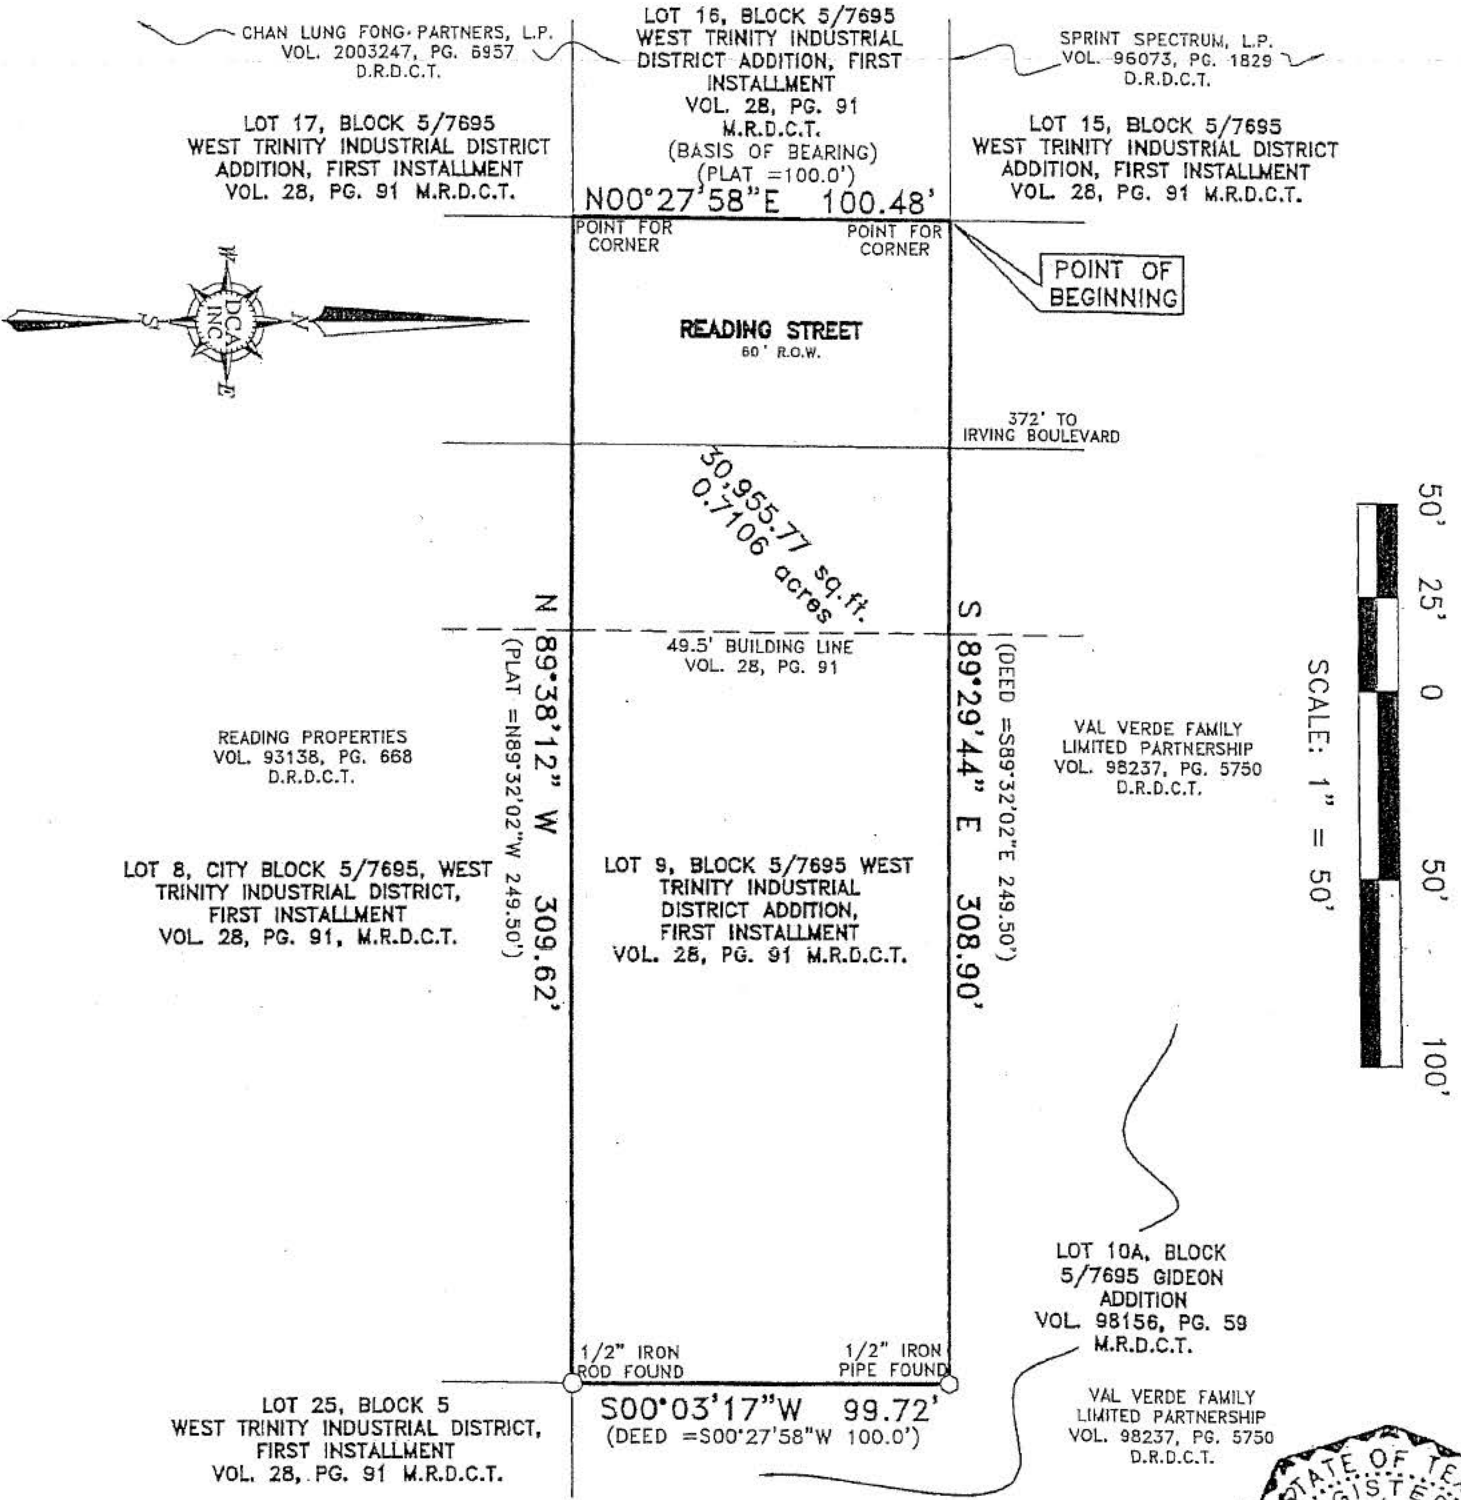 CHAN LUNG FONG PARTNERS, L.P.
VOL. 2003247, PG. 6957
D.R.D.C.T.
LOT 16, BLOCK 5/7695
WEST TRINITY INDUSTRIAL
DISTRICT ADDITION, FIRST
INSTALLMENT
VOL. 28, PG. 91
M.R.D.C.T.
(BASIS OF BEARING)
(PLAT =100.0')
N00°27'58"E 100.48'
SPRINT SPECTRUM, L.P.
VOL. 96073, PG. 1829
D.R.D.C.T.
LOT 17, BLOCK 5/7695
WEST TRINITY INDUSTRIAL DISTRICT
ADDITION, FIRST INSTALLMENT
VOL. 28, PG. 91 M.R.D.C.T.
LOT 15, BLOCK 5/7695
WEST TRINITY INDUSTRIAL DISTRICT
ADDITION, FIRST INSTALLMENT
VOL. 28, PG. 91 M.R.D.C.T.
POINT FOR
CORNER
POINT FOR
CORNER
POINT OF
BEGINNING
W
S
DCA
INC
N
E
READING STREET
60' R.O.W.
372' TO
IRVING BOULEVARD
30,955.77 sq.ft.
0.7106 acres
49.5' BUILDING LINE
VOL. 28, PG. 91
N 89°38'12" W 309.62'
(PLAT =N89°32'02"W 249.50')
S 89°29'44" E 308.90'
(DEED =S89°32'02"E 249.50')
50' 25' 0 50' 100'
SCALE: 1" = 50'
READING PROPERTIES
VOL. 93138, PG. 668
D.R.D.C.T.
VAL VERDE FAMILY
LIMITED PARTNERSHIP
VOL. 98237, PG. 5750
D.R.D.C.T.
LOT 8, CITY BLOCK 5/7695, WEST
TRINITY INDUSTRIAL DISTRICT,
FIRST INSTALLMENT
VOL. 28, PG. 91, M.R.D.C.T.
LOT 9, BLOCK 5/7695 WEST
TRINITY INDUSTRIAL
DISTRICT ADDITION,
FIRST INSTALLMENT
VOL. 28, PG. 91 M.R.D.C.T.
LOT 10A, BLOCK
5/7695 GIDEON
ADDITION
VOL. 98156, PG. 59
M.R.D.C.T.
1/2" IRON
ROD FOUND
1/2" IRON
PIPE FOUND
S00°03'17"W 99.72'
(DEED =S00°27'58"W 100.0')
LOT 25, BLOCK 5
WEST TRINITY INDUSTRIAL DISTRICT,
FIRST INSTALLMENT
VOL. 28, PG. 91 M.R.D.C.T.
VAL VERDE FAMILY
LIMITED PARTNERSHIP
VOL. 98237, PG. 5750
D.R.D.C.T.
STATE OF TE
GISTE